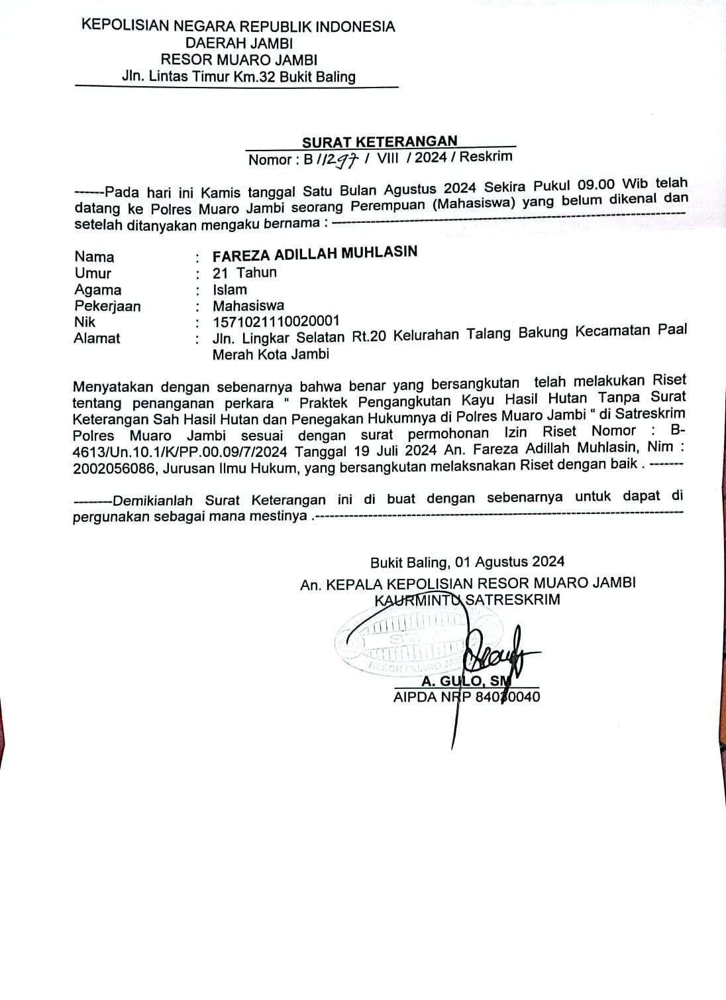 KEPOLISIAN NEGARA REPUBLIK INDONESIA
DAERAH JAMBI
RESOR MUARO JAMBI
Jln. Lintas Timur Km.32 Bukit Baling
SURAT KETERANGAN
Nomor : B /1297 / VIII / 2024 / Reskrim
------Pada hari ini Kamis tanggal Satu Bulan Agustus 2024 Sekira Pukul 09.00 Wib telah
datang ke Polres Muaro Jambi seorang Perempuan (Mahasiswa) yang belum dikenal dan
setelah ditanyakan mengaku bernama : ------------------------------------------------------------------------
Nama : FAREZA ADILLAH MUHLASIN
Umur : 21 Tahun
Agama : Islam
Pekerjaan : Mahasiswa
Nik : 1571021110020001
Alamat : Jln. Lingkar Selatan Rt.20 Kelurahan Talang Bakung Kecamatan Paal
Merah Kota Jambi
Menyatakan dengan sebenarnya bahwa benar yang bersangkutan telah melakukan Riset
tentang penanganan perkara “ Praktek Pengangkutan Kayu Hasil Hutan Tanpa Surat
Keterangan Sah Hasil Hutan dan Penegakan Hukumnya di Polres Muaro Jambi “ di Satreskrim
Polres Muaro Jambi sesuai dengan surat permohonan Izin Riset Nomor : B-
4613/Un.10.1/K/PP.00.09/7/2024 Tanggal 19 Juli 2024 An. Fareza Adillah Muhlasin, Nim :
2002056086, Jurusan Ilmu Hukum, yang bersangkutan melaksnakan Riset dengan baik . -------
--------Demikianlah Surat Keterangan ini di buat dengan sebenarnya untuk dapat di
pergunakan sebagai mana mestinya .---------------------------------------------------------------------------
Bukit Baling, 01 Agustus 2024
An. KEPALA KEPOLISIAN RESOR MUARO JAMBI
KAURMINTU SATRESKRIM
RESOR MUARO JAMBI
A. GULO, SM
AIPDA NRP 84030040